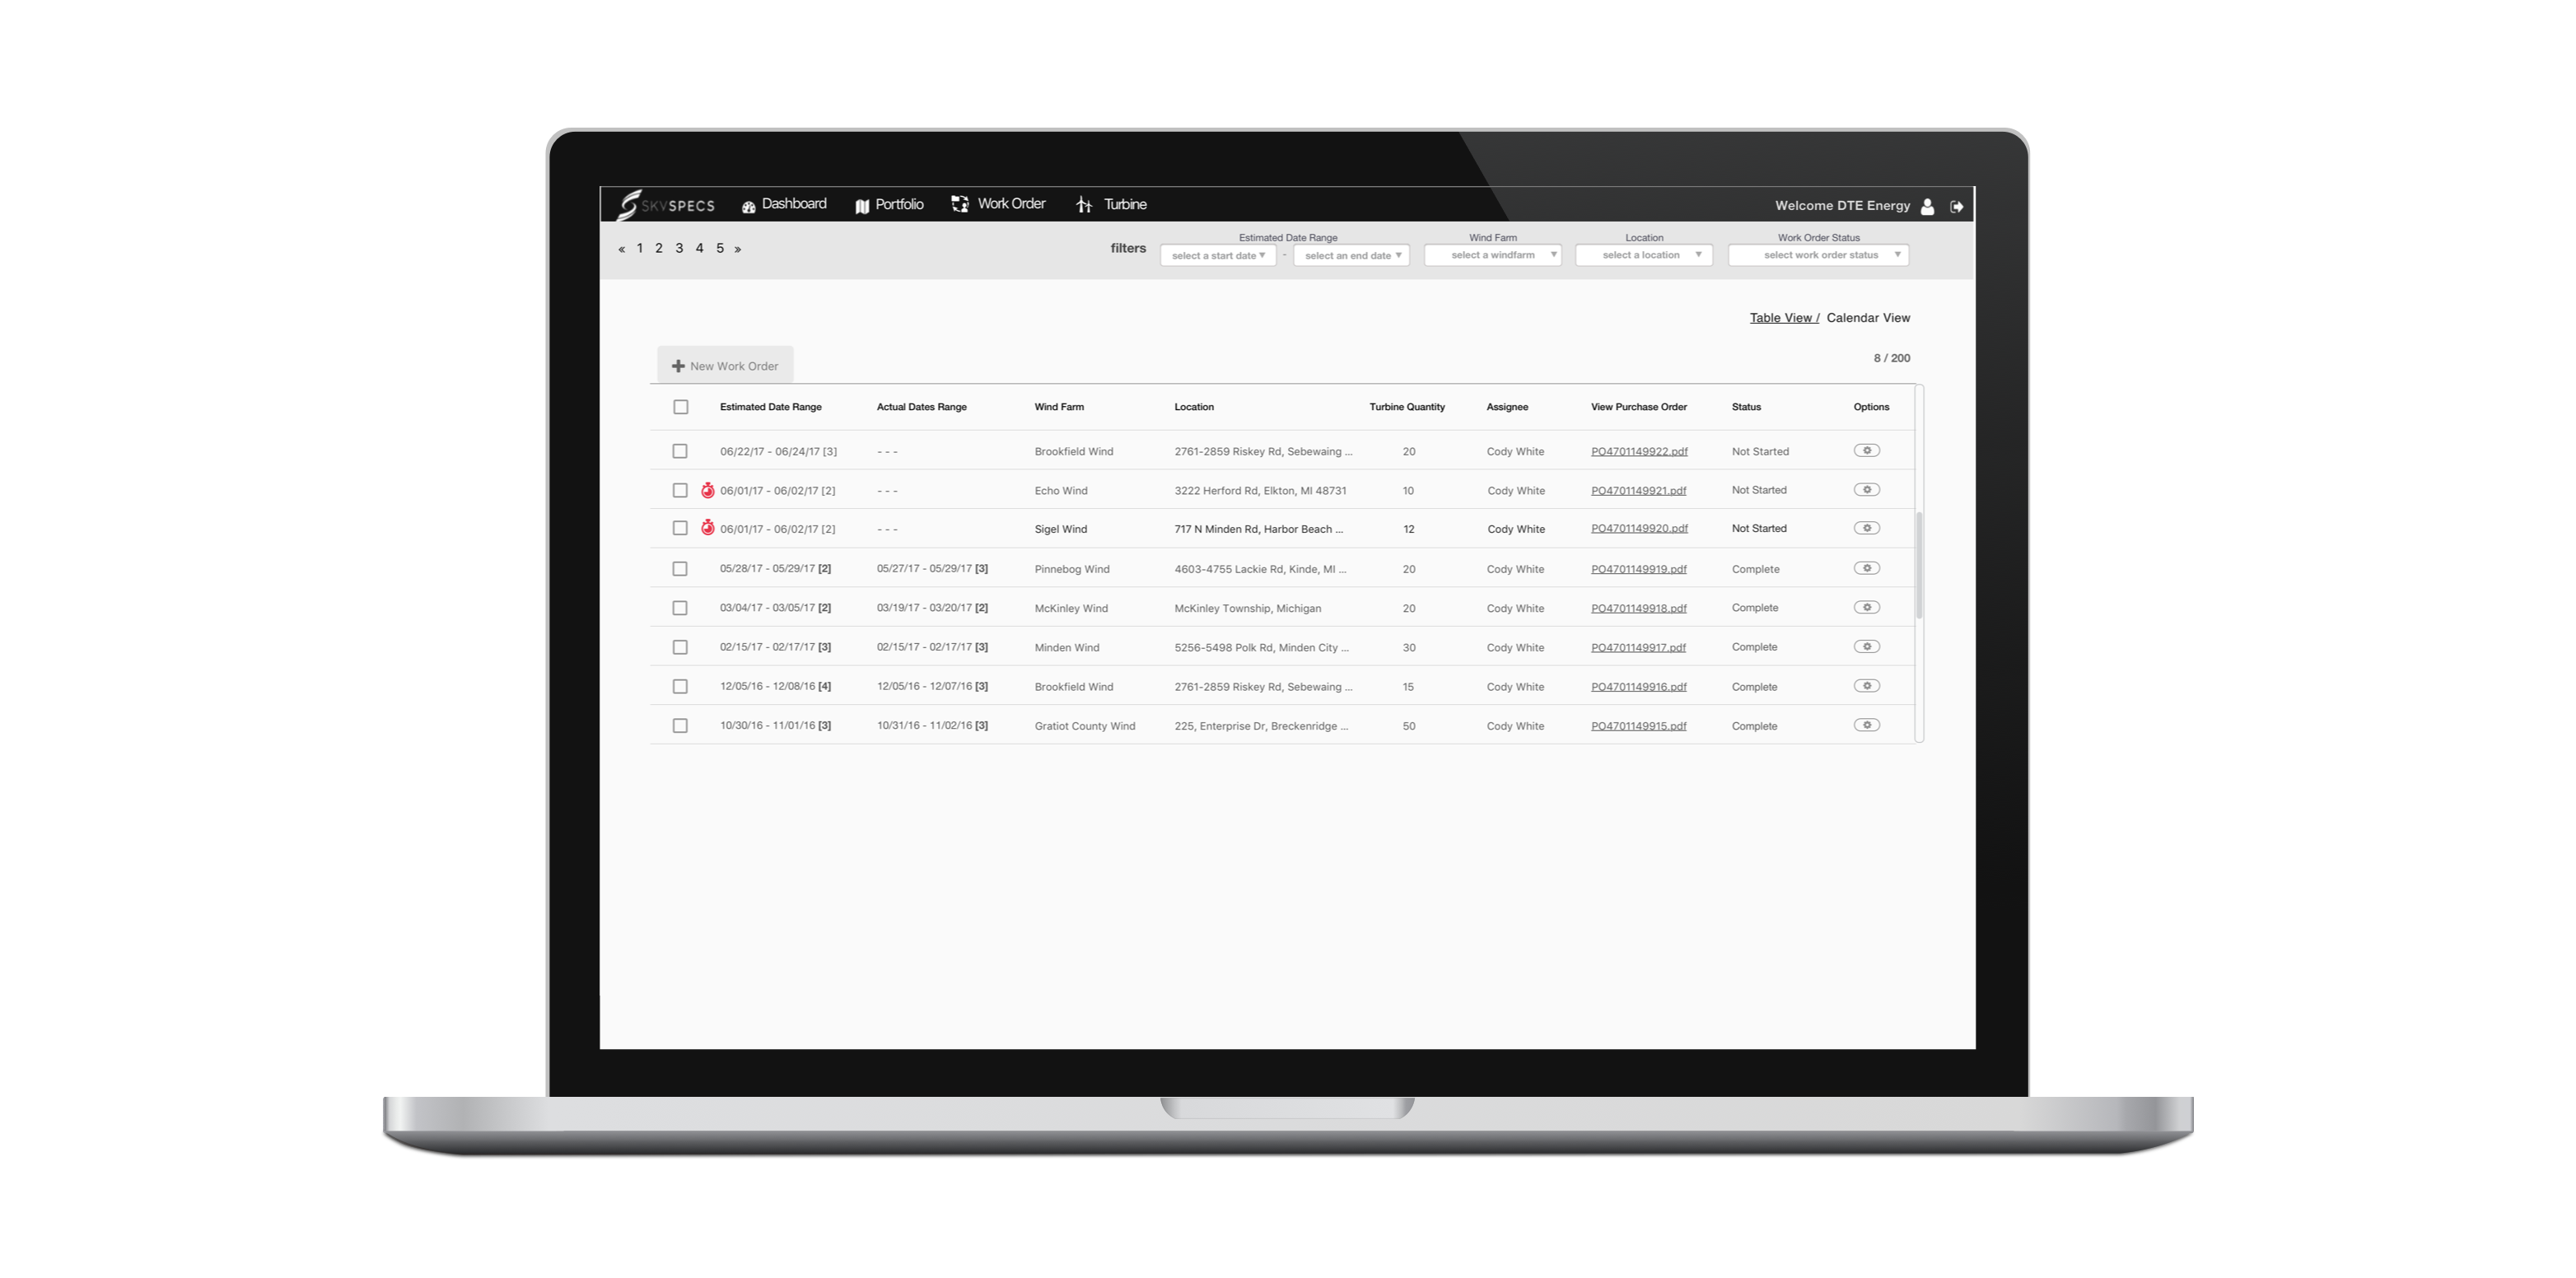 SKYSPECS Dashboard Portfolio Work Order Turbine Welcome DTE Energy
« 1 2 3 4 5 » filters
Estimated Date Range Wind Farm Location Work Order Status
select a start date ▼ - select an end date ▼ select a windfarm ▼ select a location ▼ select work order status ▼
Table View / Calendar View
+ New Work Order 8 / 200
Estimated Date Range Actual Dates Range Wind Farm Location Turbine Quantity Assignee View Purchase Order Status Options
06/22/17 - 06/24/17 [3] - - - Brookfield Wind 2761-2859 Riskey Rd, Sebewaing ... 20 Cody White PO4701149922.pdf Not Started
06/01/17 - 06/02/17 [2] - - - Echo Wind 3222 Herford Rd, Elkton, MI 48731 10 Cody White PO4701149921.pdf Not Started
06/01/17 - 06/02/17 [2] - - - Sigel Wind 717 N Minden Rd, Harbor Beach ... 12 Cody White PO4701149920.pdf Not Started
05/28/17 - 05/29/17 [2] 05/27/17 - 05/29/17 [3] Pinnebog Wind 4603-4755 Lackie Rd, Kinde, MI ... 20 Cody White PO4701149919.pdf Complete
03/04/17 - 03/05/17 [2] 03/19/17 - 03/20/17 [2] McKinley Wind McKinley Township, Michigan 20 Cody White PO4701149918.pdf Complete
02/15/17 - 02/17/17 [3] 02/15/17 - 02/17/17 [3] Minden Wind 5256-5498 Polk Rd, Minden City ... 30 Cody White PO4701149917.pdf Complete
12/05/16 - 12/08/16 [4] 12/05/16 - 12/07/16 [3] Brookfield Wind 2761-2859 Riskey Rd, Sebewaing ... 15 Cody White PO4701149916.pdf Complete
10/30/16 - 11/01/16 [3] 10/31/16 - 11/02/16 [3] Gratiot County Wind 225, Enterprise Dr, Breckenridge ... 50 Cody White PO4701149915.pdf Complete